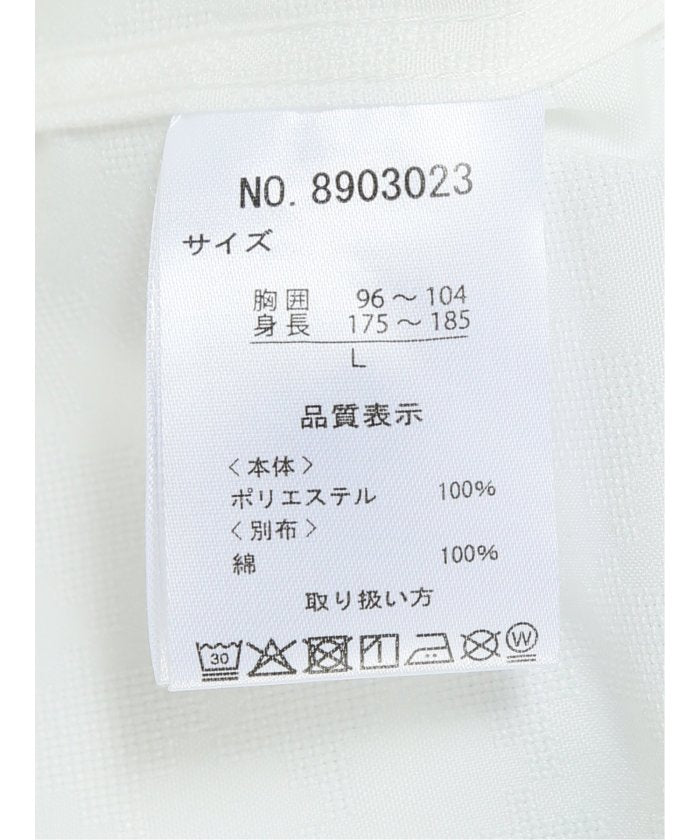 NO. 8903023
サイズ
胸囲 96～104
身長 175～185
L
品質表示
〈本体〉
ポリエステル 100%
〈別布〉
綿 100%
取り扱い方
30 W